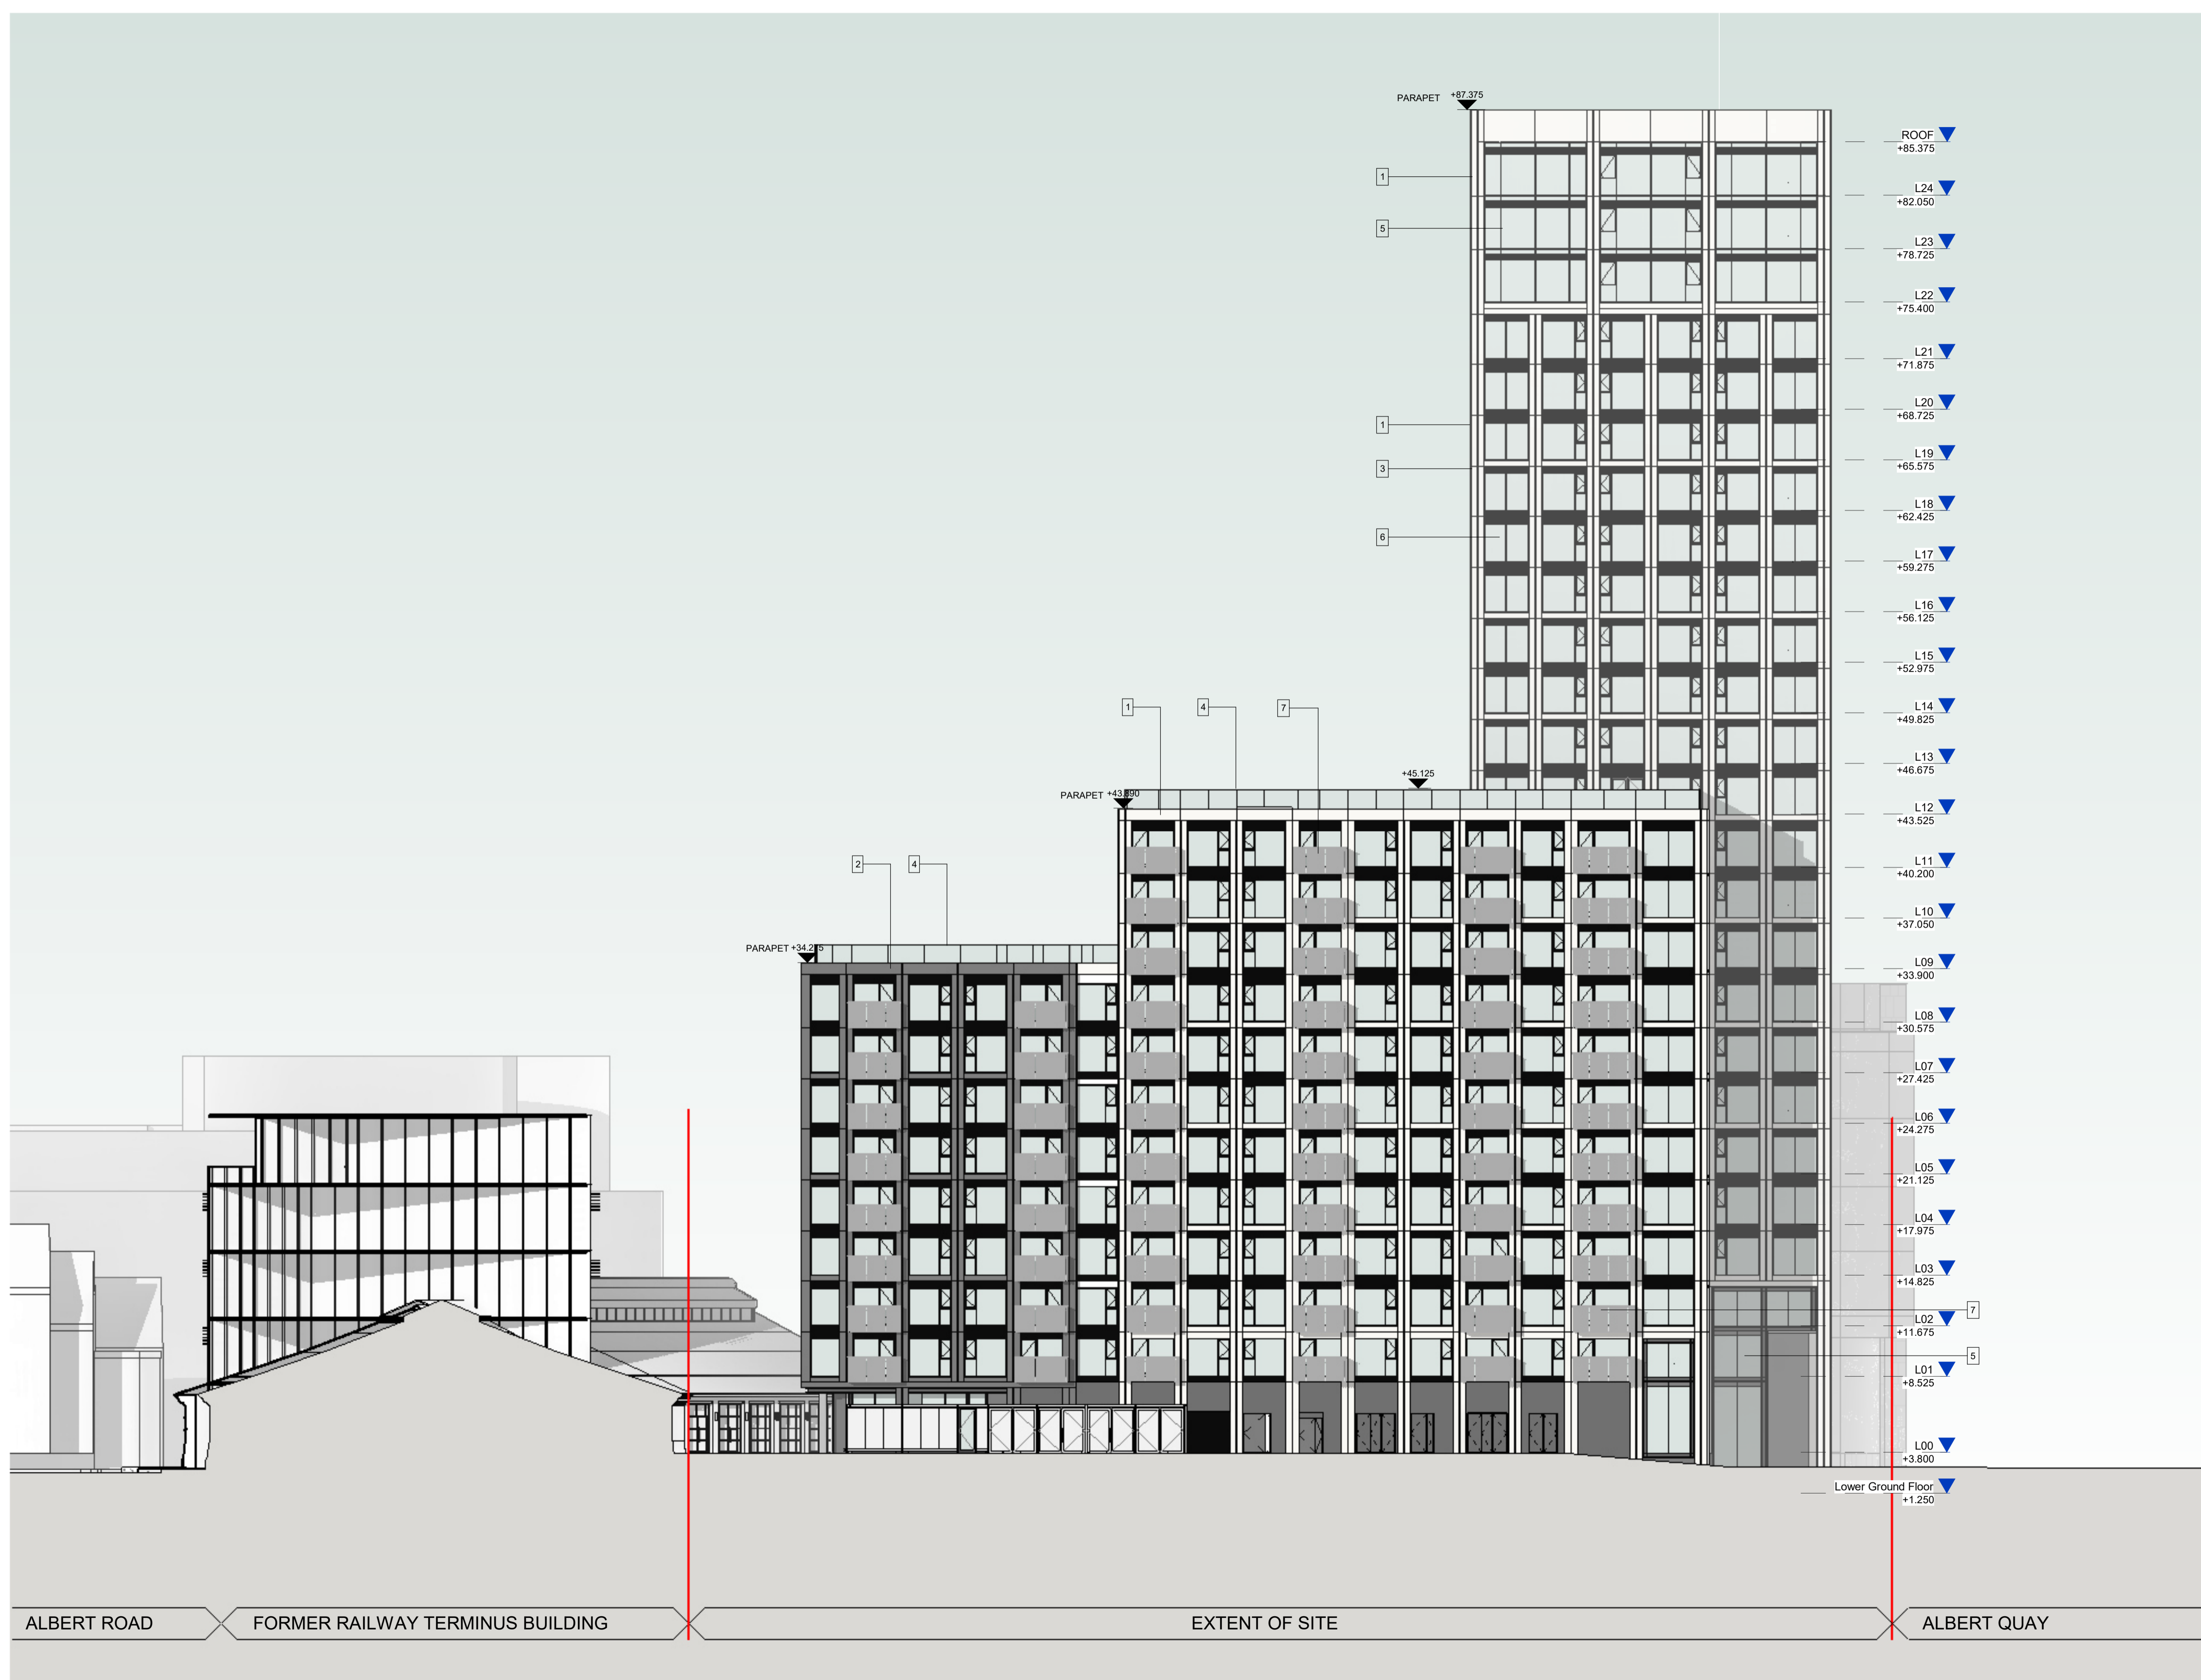 PARAPET +87.375
ROOF
+85.375
1
L24
+82.050
5
L23
+78.725
L22
+75.400
L21
+71.875
L20
+68.725
1
L19
+65.575
3
L18
+62.425
6
L17
+59.275
L16
+56.125
L15
+52.975
1
4
7
L14
+49.825
L13
+46.675
+45.125
PARAPET
L12
+43.525
2
4
L11
+40.200
L10
+37.050
PARAPET
L09
+33.900
L08
+30.575
L07
+27.425
L06
+24.275
L05
+21.125
L04
+17.975
L03
+14.825
7
L02
+11.675
5
L01
+8.525
L00
+3.800
Lower Ground Floor
+1.250
ALBERT ROAD
FORMER RAILWAY TERMINUS BUILDING
EXTENT OF SITE
ALBERT QUAY